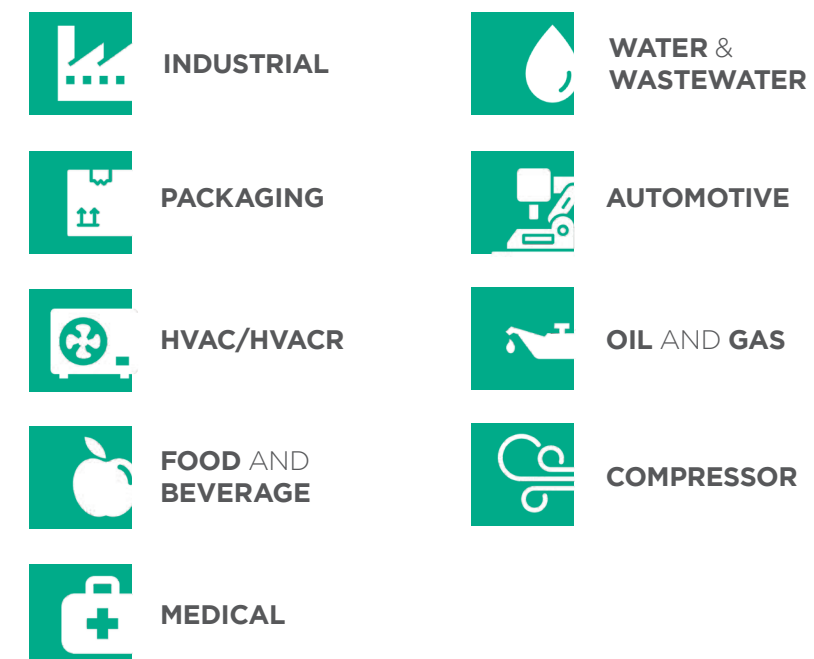 INDUSTRIAL
PACKAGING
HVAC/HVACR
FOOD AND
BEVERAGE
MEDICAL
WATER &
WASTEWATER
AUTOMOTIVE
OIL AND GAS
COMPRESSOR